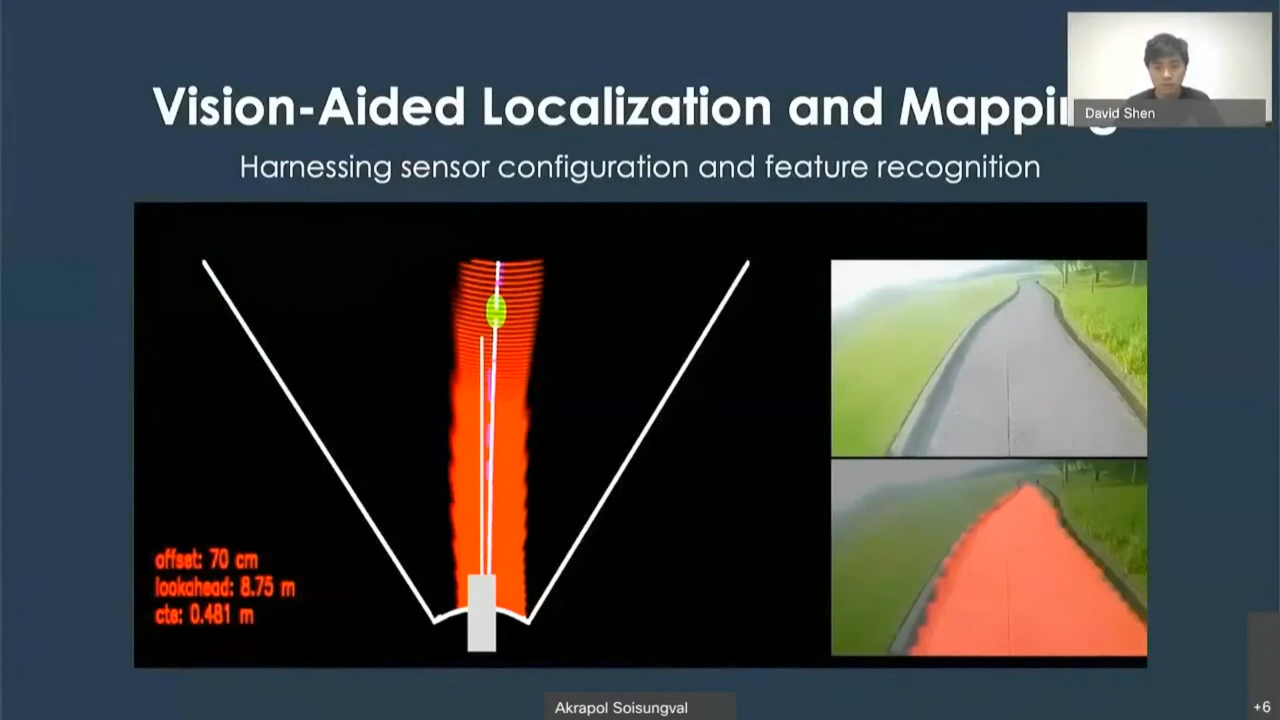 Vision-Aided Localization and Mapping
Harnessing sensor configuration and feature recognition
David Shen
offset: 70 cm
lookahead: 8.75 m
cte: 0.481 m
Akrapol Soisungval
+6